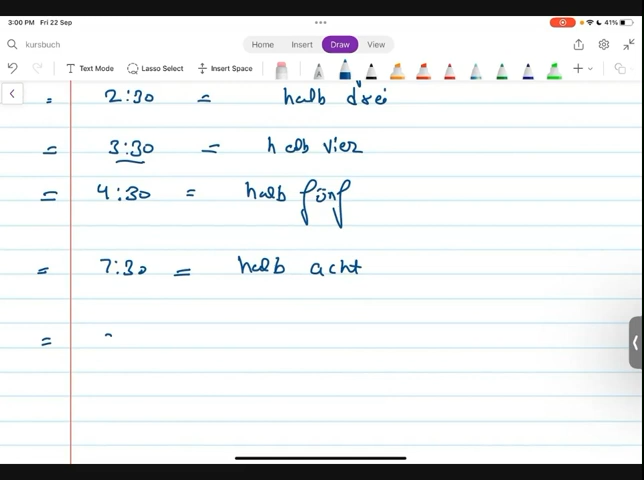 3:00 PM Fri 22 Sep
41%
kursbuch
Home Insert Draw View
Text Mode Lasso Select Insert Space
= 2:30 = halb drei
= 3:30 = halb vier
= 4:30 = halb fünf
= 7:30 = halb acht
=